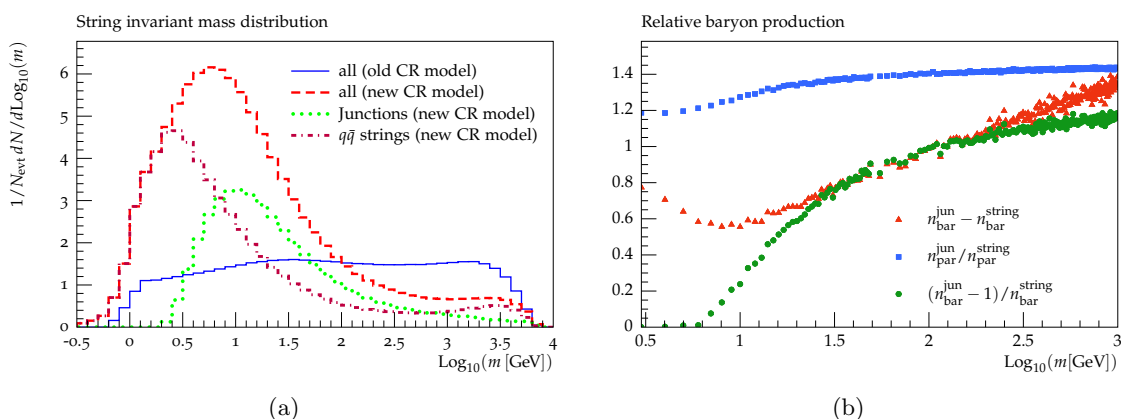 String invariant mass distribution
1/N_evt dN/dLog₁₀(m)
6
5
4
3
2
1
0
all (old CR model)
all (new CR model)
Junctions (new CR model)
qq̄ strings (new CR model)
-0.5 0 0.5 1 1.5 2 2.5 3 3.5 4
Log₁₀(m [GeV])
(a)
Relative baryon production
1.4
1.2
1
0.8
0.6
0.4
0.2
0
n_bar^jun − n_bar^string
n_par^jun/n_par^string
(n_bar^jun − 1)/n_bar^string
0.5 1 1.5 2 2.5 3
Log₁₀(m[GeV])
(b)